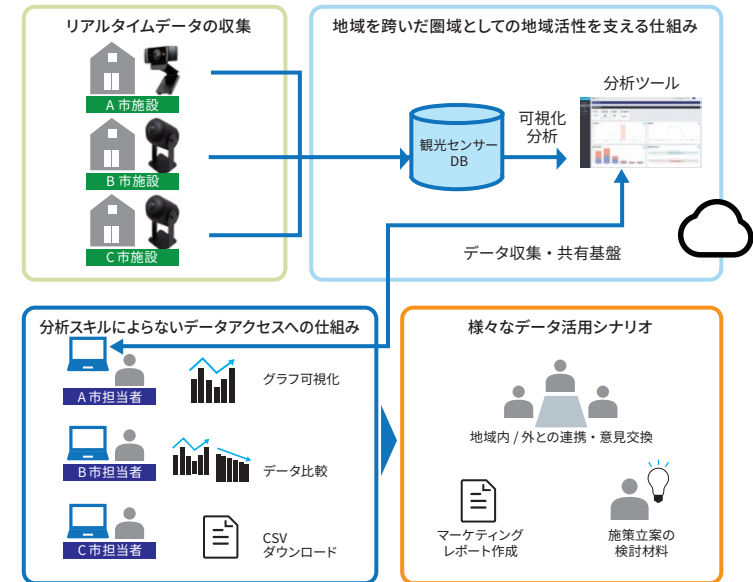 リアルタイムデータの収集
A市施設
B市施設
C市施設
地域を跨いだ圏域としての地域活性を支える仕組み
分析ツール
観光センサー
DB
可視化
分析
データ収集・共有基盤
分析スキルによらないデータアクセスへの仕組み
A市担当者
グラフ可視化
B市担当者
データ比較
C市担当者
CSV
ダウンロード
様々なデータ活用シナリオ
地域内 / 外との連携・意見交換
マーケティング
レポート作成
施策立案の
検討材料